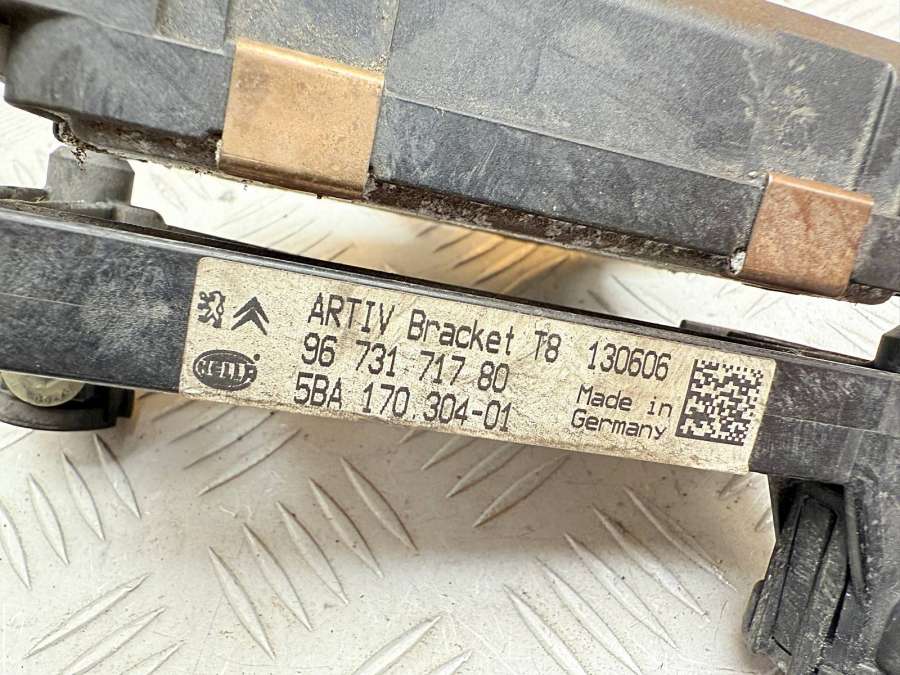 ARTIV Bracket T8 130606
96 731 717 80
HELLA
5BA 170.304-01
Made in
Germany